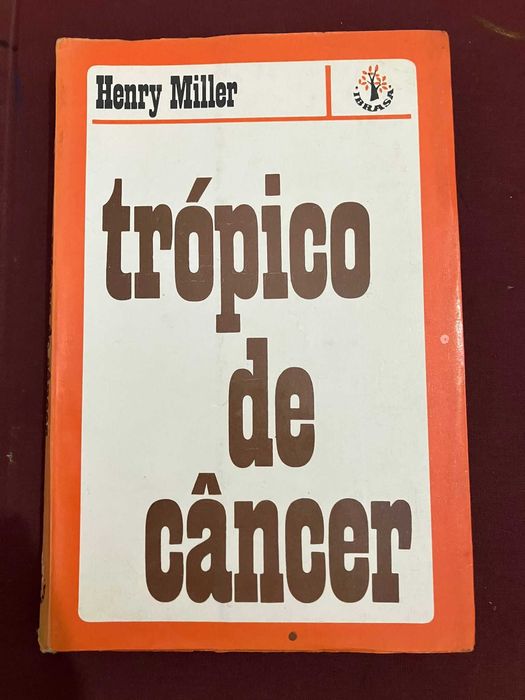 Henry Miller
IBRASA
trópico
de
câncer